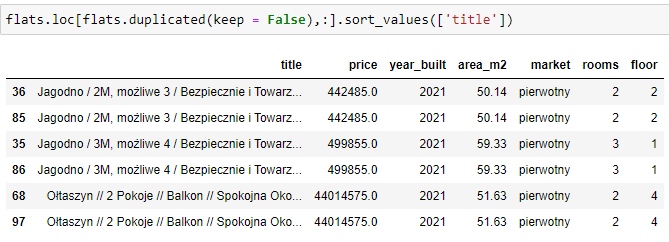 flats.loc[flats.duplicated(keep = False),:].sort_values(['title'])
title price year_built area_m2 market rooms floor
36 Jagodno / 2M, możliwe 3 / Bezpiecznie i Towarz... 442485.0 2021 50.14 pierwotny 2 2
85 Jagodno / 2M, możliwe 3 / Bezpiecznie i Towarz... 442485.0 2021 50.14 pierwotny 2 2
35 Jagodno / 3M, możliwe 4 / Bezpiecznie i Towarz... 499855.0 2021 59.33 pierwotny 3 1
86 Jagodno / 3M, możliwe 4 / Bezpiecznie i Towarz... 499855.0 2021 59.33 pierwotny 3 1
68 Ołtaszyn // 2 Pokoje // Balkon // Spokojna Oko... 44014575.0 2021 51.63 pierwotny 2 4
97 Ołtaszyn // 2 Pokoje // Balkon // Spokojna Oko... 44014575.0 2021 51.63 pierwotny 2 4